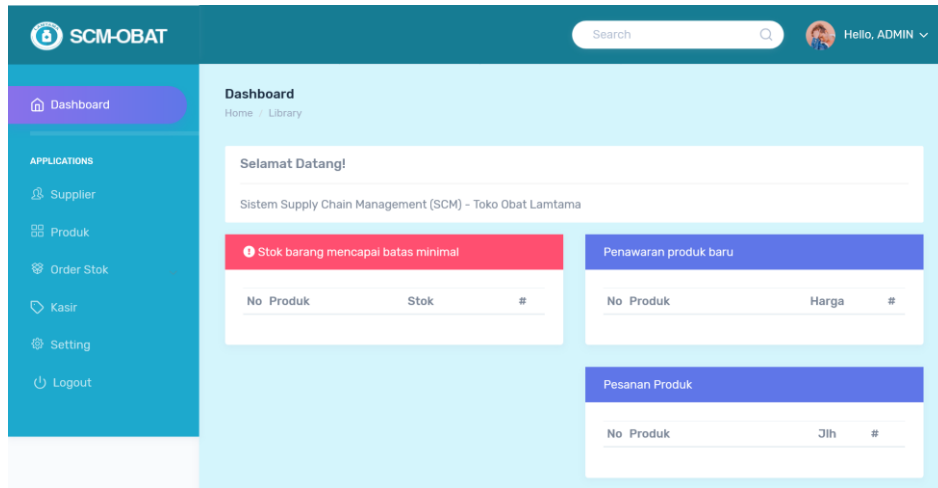 SCM-OBAT
Search
Hello, ADMIN
Dashboard
APPLICATIONS
Supplier
Produk
Order Stok
Kasir
Setting
Logout
Dashboard
Home / Library
Selamat Datang!
Sistem Supply Chain Management (SCM) - Toko Obat Lamtama
Stok barang mencapai batas minimal
No Produk Stok #
Penawaran produk baru
No Produk Harga #
Pesanan Produk
No Produk Jlh #